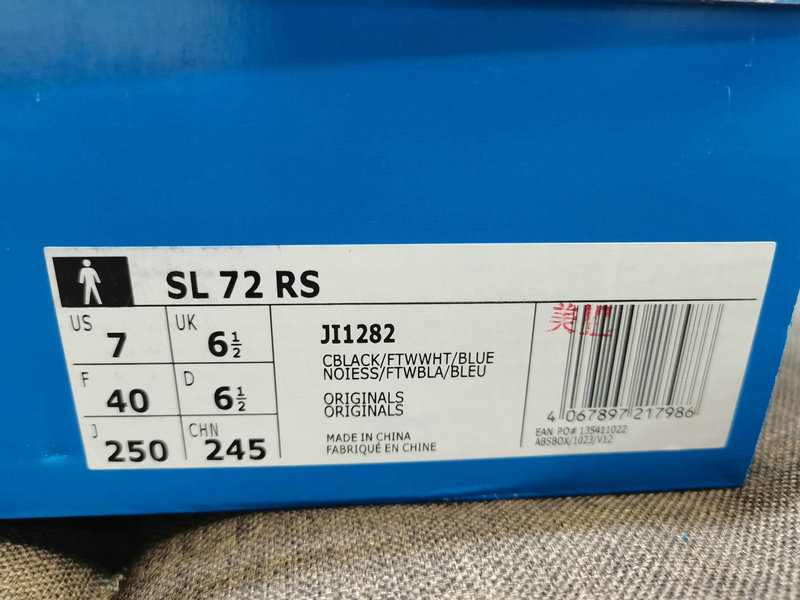 SL 72 RS
US 7
UK 6½
F 40
D 6½
J 250
CHN 245
JI1282
CBLACK/FTWWHT/BLUE
NOIESS/FTWBLA/BLEU
ORIGINALS
ORIGINALS
MADE IN CHINA
FABRIQUÉ EN CHINE
4 067897 217986
EAN PO# 135411022
ABSBOX/1023/V12